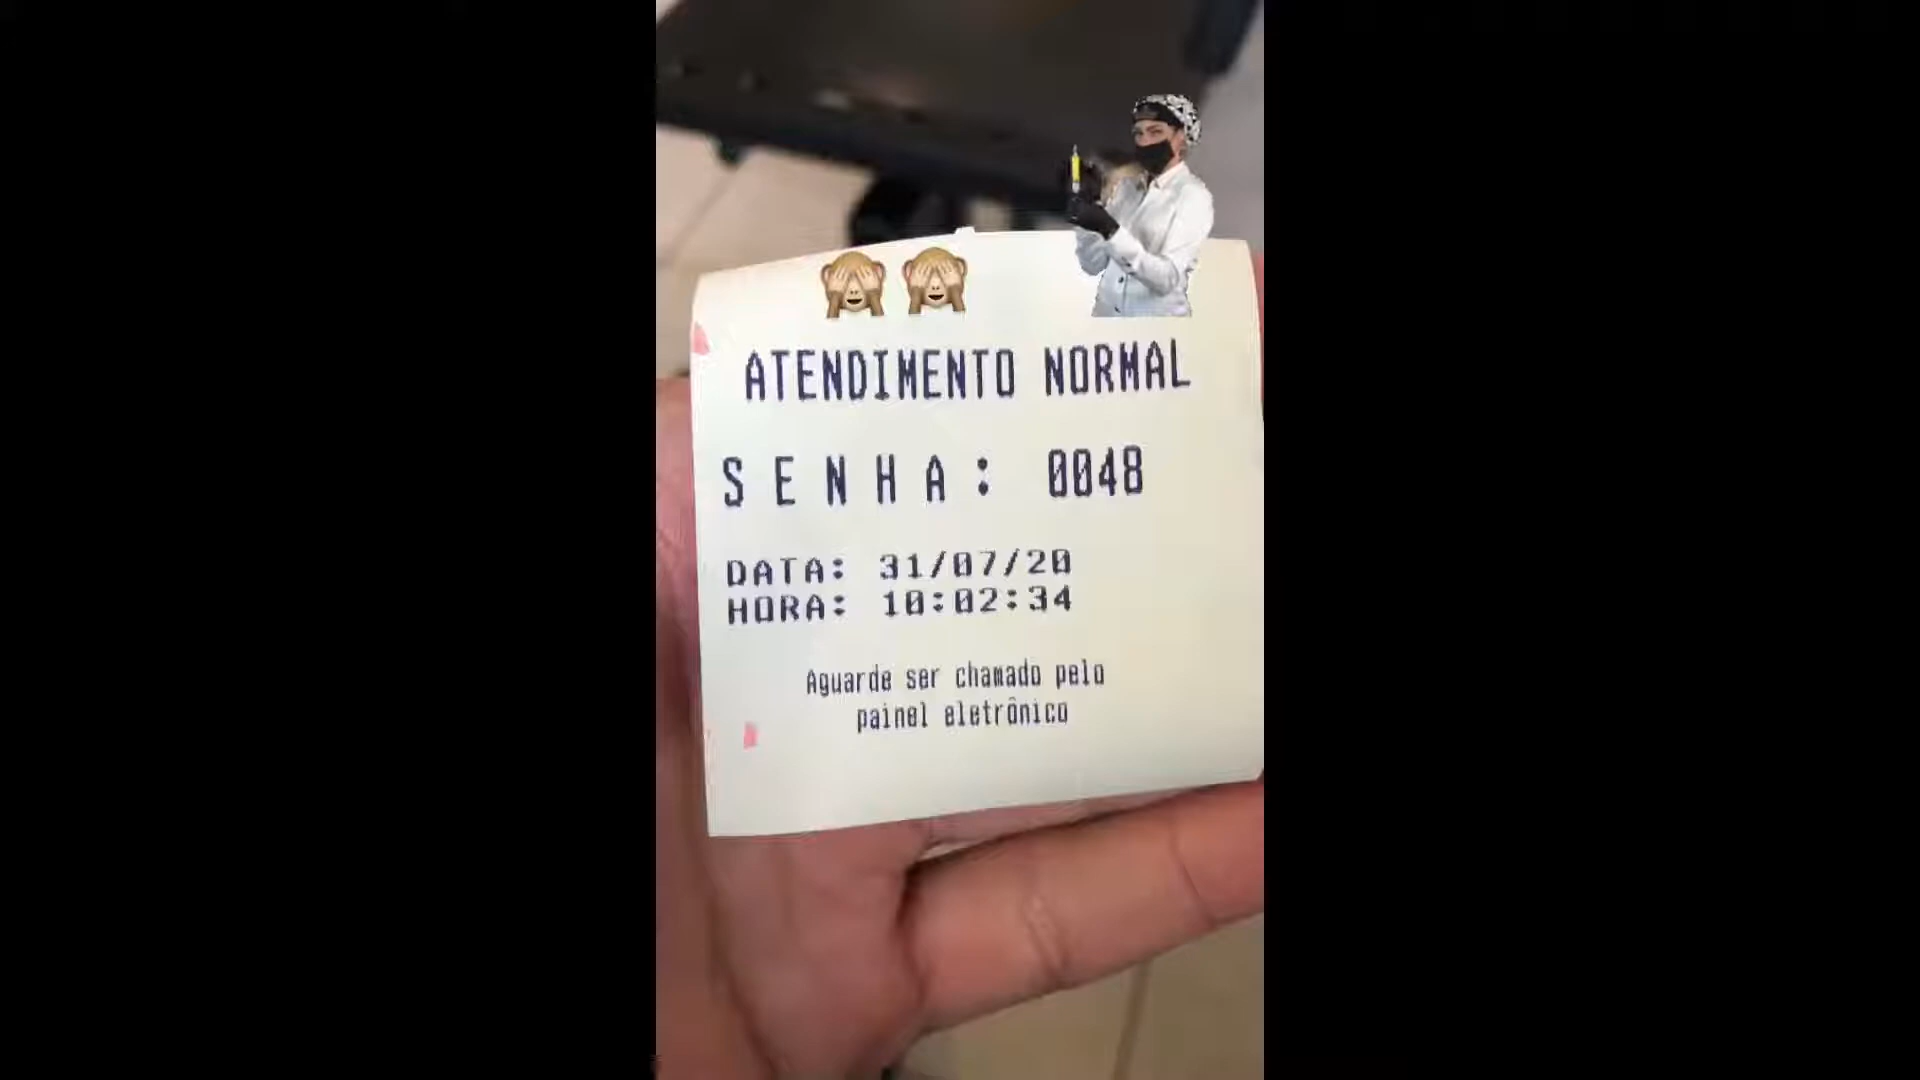 ATENDIMENTO NORMAL
SENHA: 0048
DATA: 31/07/20
HORA: 10:02:34
Aguarde ser chamado pelo
painel eletrônico